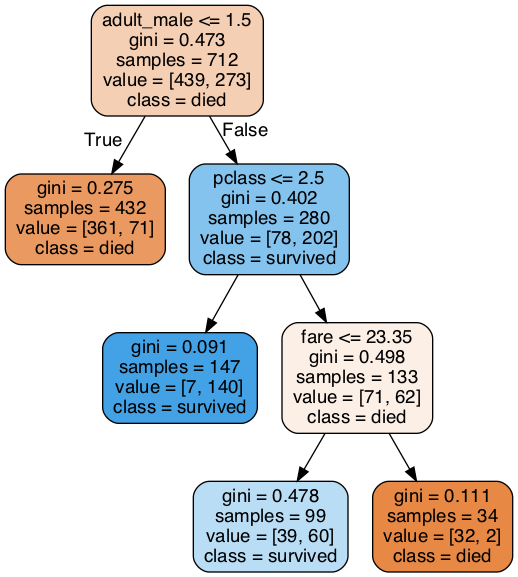 adult_male <= 1.5
gini = 0.473
samples = 712
value = [439, 273]
class = died
True
False
gini = 0.275
samples = 432
value = [361, 71]
class = died
pclass <= 2.5
gini = 0.402
samples = 280
value = [78, 202]
class = survived
gini = 0.091
samples = 147
value = [7, 140]
class = survived
fare <= 23.35
gini = 0.498
samples = 133
value = [71, 62]
class = died
gini = 0.478
samples = 99
value = [39, 60]
class = survived
gini = 0.111
samples = 34
value = [32, 2]
class = died